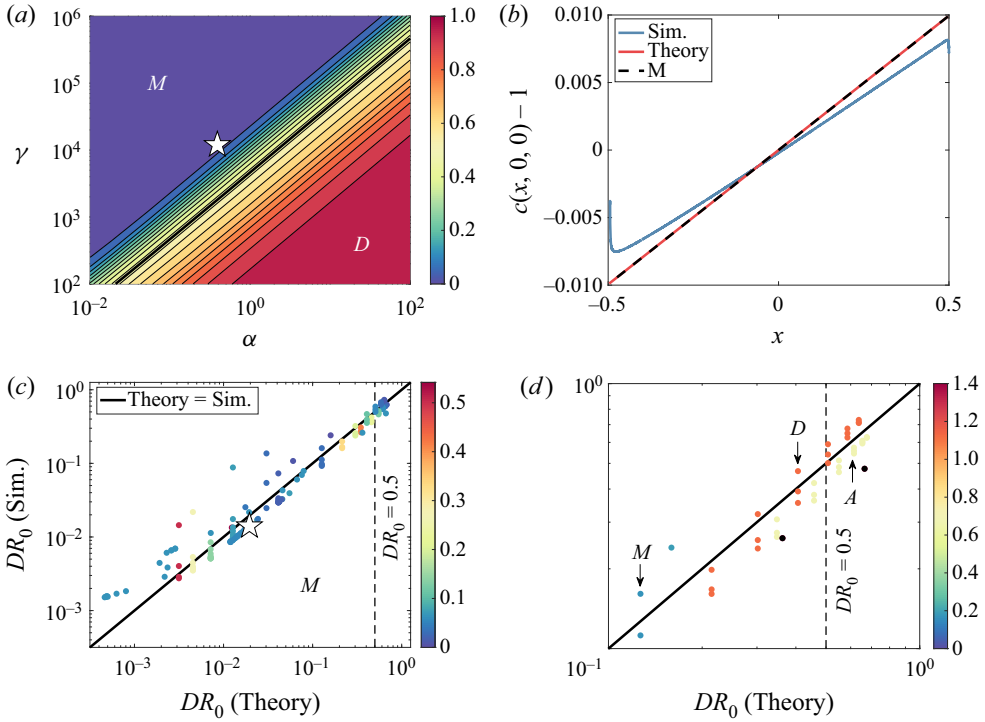 (a)
10^6
10^5
γ
10^4
10^3
10^2
M
D
10^−2
10^0
10^2
α
1.0
0.8
0.6
0.4
0.2
0
(b)
0.010
0.005
0
−0.005
−0.010
c(x, 0, 0) − 1
Sim.
Theory
M
−0.5
0
0.5
x
(c)
10^0
10^−1
10^−2
10^−3
DR_0 (Sim.)
Theory = Sim.
DR_0 = 0.5
M
10^−3
10^−2
10^−1
10^0
DR_0 (Theory)
0.5
0.4
0.3
0.2
0.1
0
(d)
10^0
D
A
M
DR_0 = 0.5
10^−1
10^0
DR_0 (Theory)
1.4
1.2
1.0
0.8
0.6
0.4
0.2
0